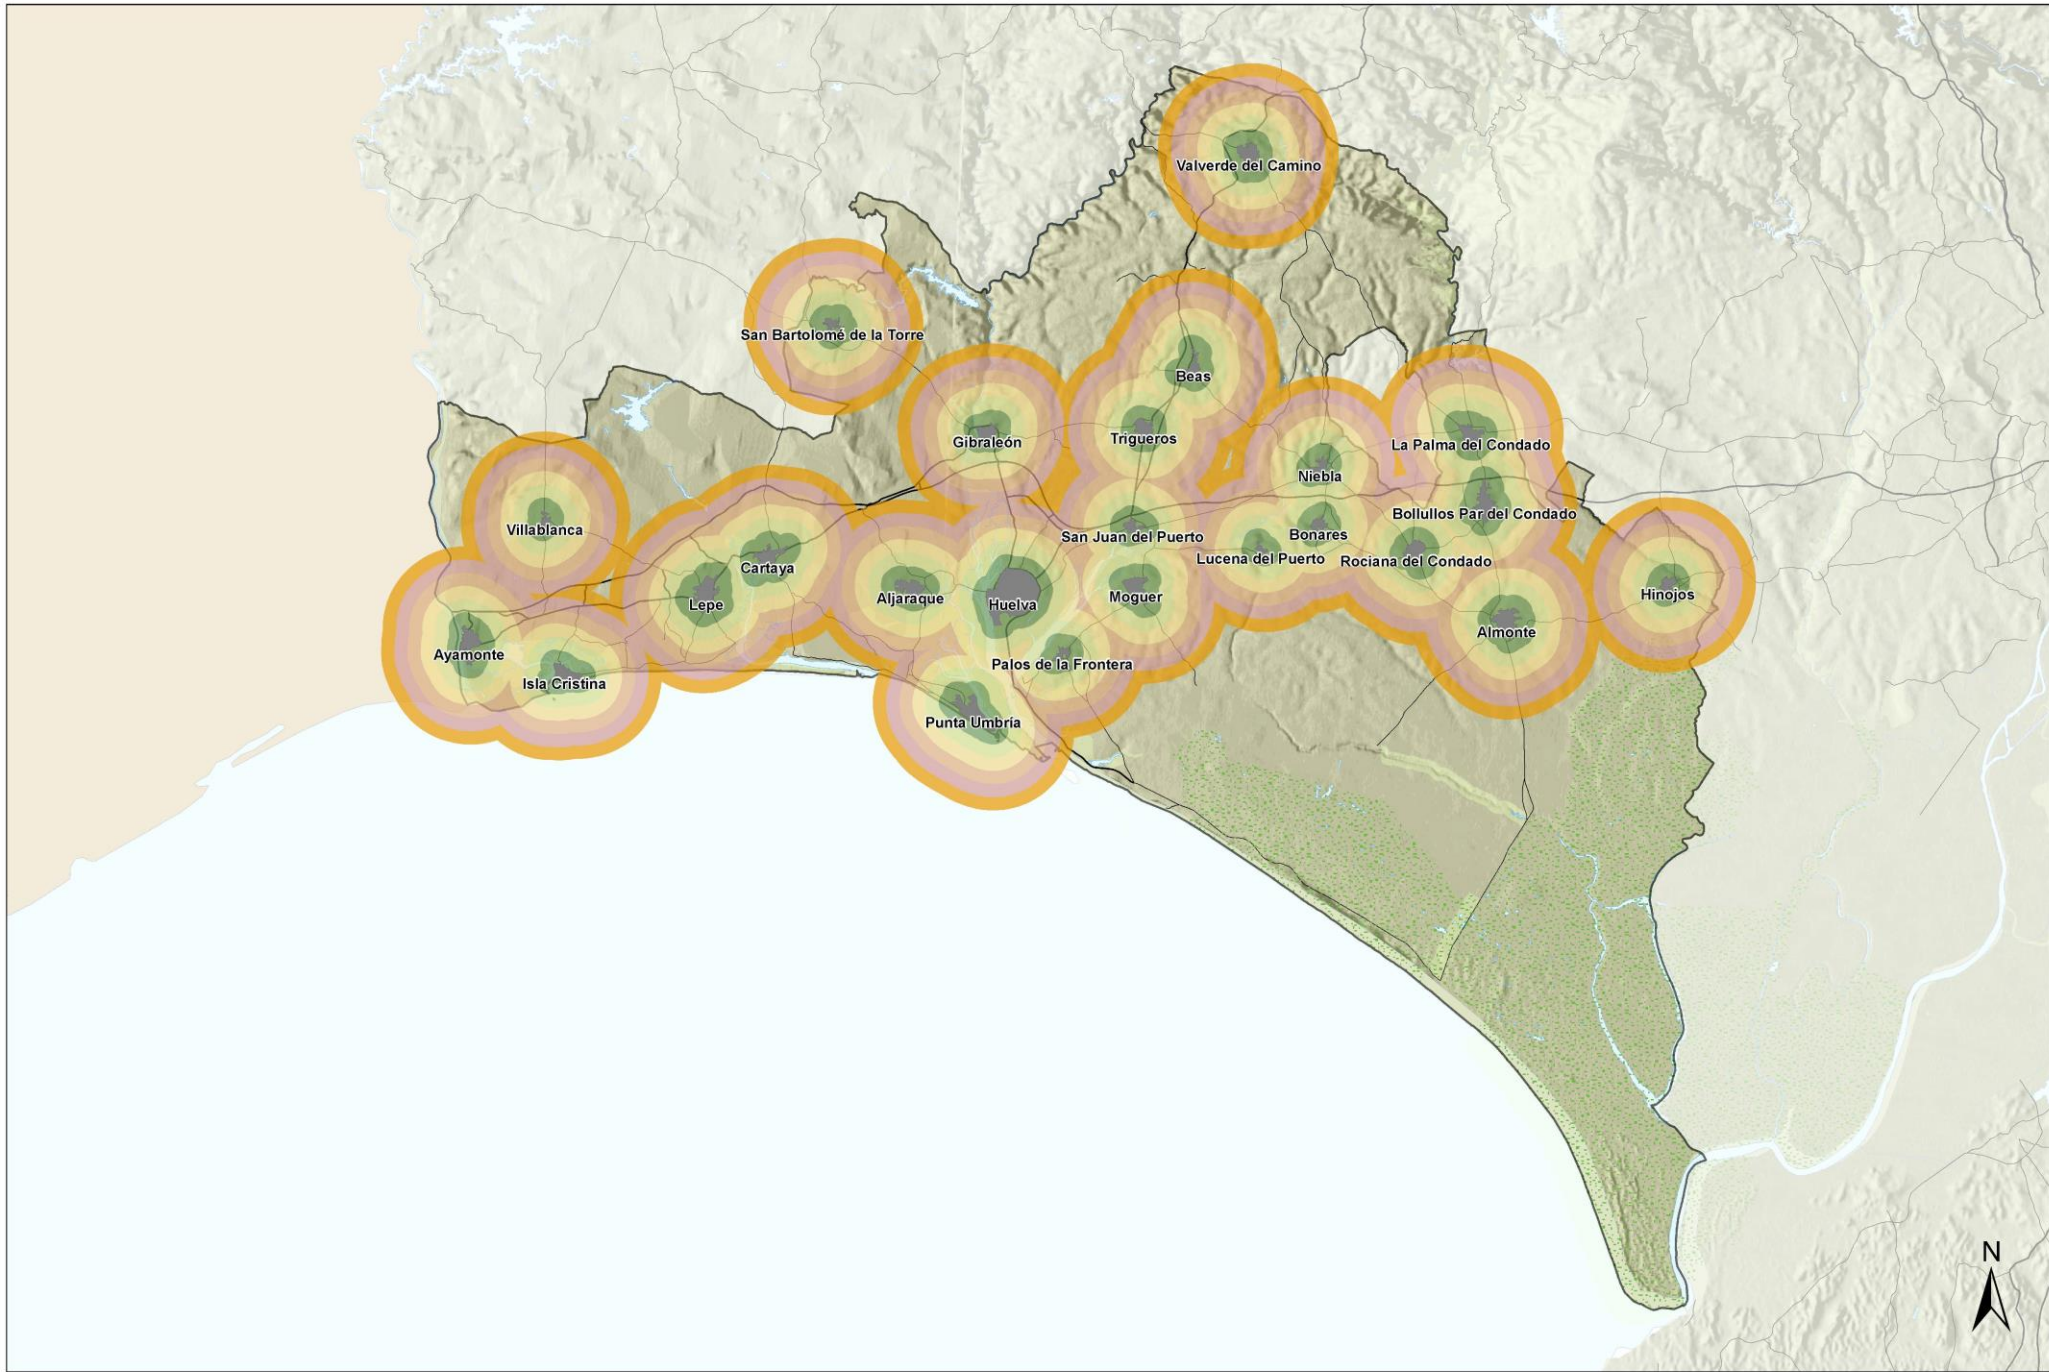 Valverde del Camino
San Bartolomé de la Torre
Beas
Gibraleón
Trigueros
La Palma del Condado
Niebla
Bollullos Par del Condado
Villablanca
San Juan del Puerto
Bonares
Lucena del Puerto
Rociana del Condado
Cartaya
Lepe
Aljaraque
Huelva
Moguer
Hinojos
Almonte
Ayamonte
Isla Cristina
Palos de la Frontera
Punta Umbría
N